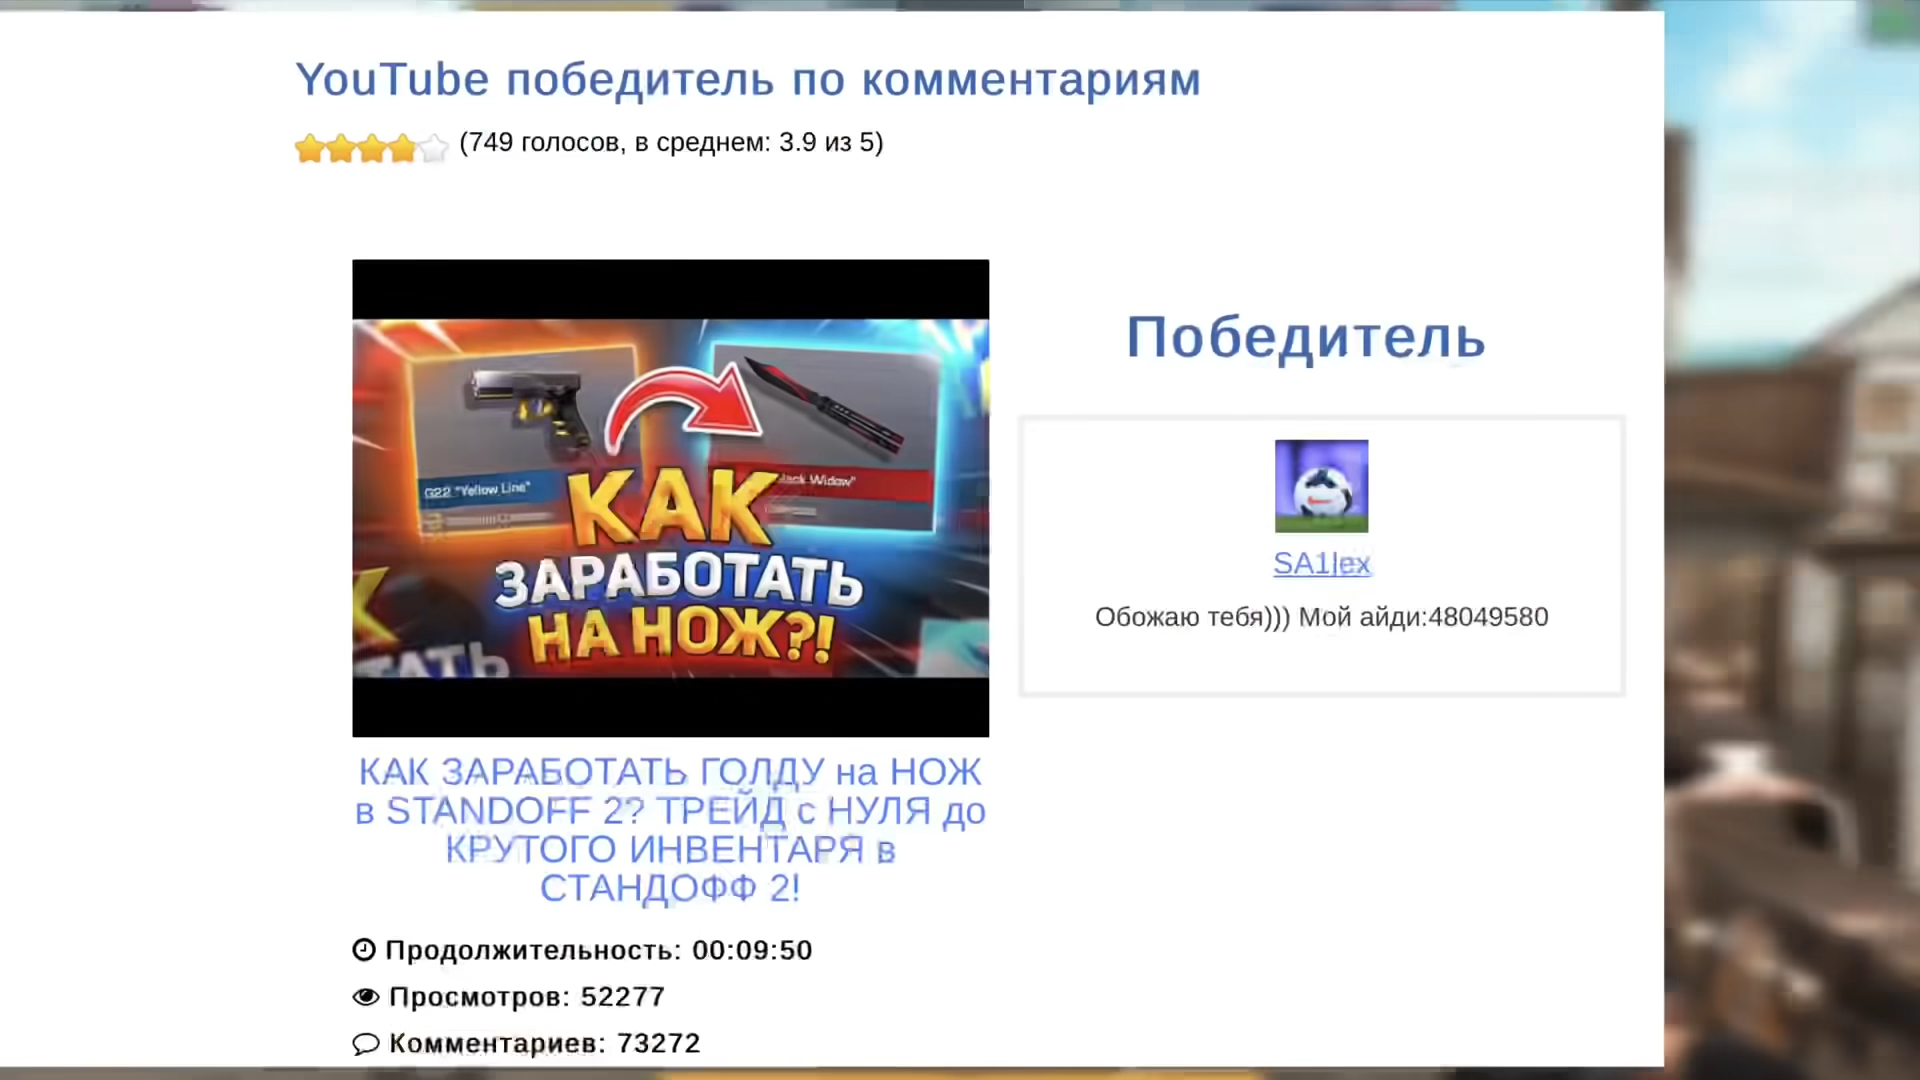 YouTube победитель по комментариям
(749 голосов, в среднем: 3.9 из 5)
G22 "Yellow Line"
Widow"
КАК
ЗАРАБОТАТЬ
НА НОЖ?!
КАК ЗАРАБОТАТЬ ГОЛДУ на НОЖ
в STANDOFF 2? ТРЕЙД с НУЛЯ до
КРУТОГО ИНВЕНТАРЯ в
СТАНДОФФ 2!
Продолжительность: 00:09:50
Просмотров: 52277
Комментариев: 73272
Победитель
SA1lex
Обожаю тебя))) Мой айди:48049580